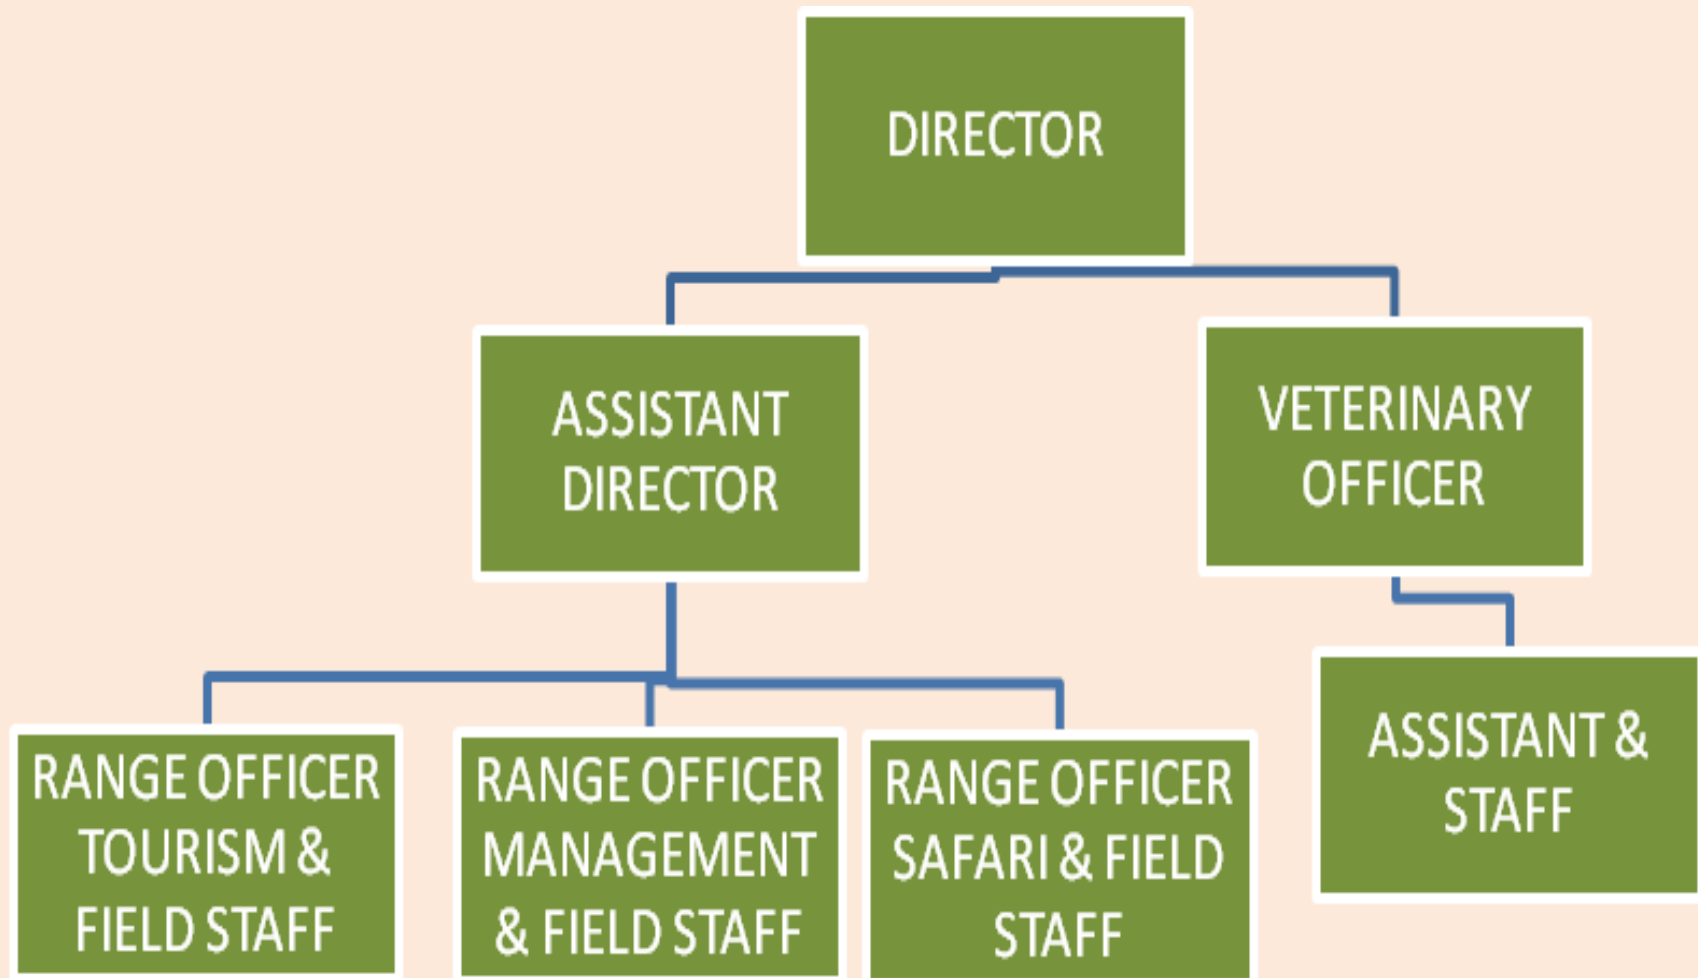 DIRECTOR
ASSISTANT
DIRECTOR
VETERINARY
OFFICER
RANGE OFFICER
TOURISM &
FIELD STAFF
RANGE OFFICER
MANAGEMENT
& FIELD STAFF
RANGE OFFICER
SAFARI & FIELD
STAFF
ASSISTANT &
STAFF